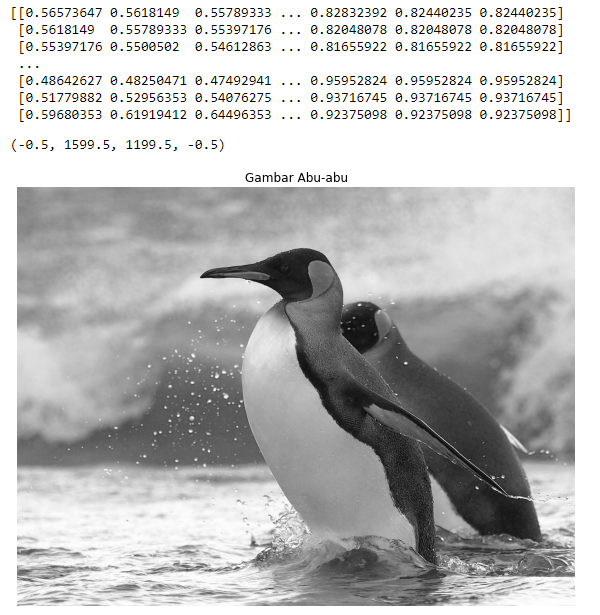 [[0.56573647 0.5618149 0.55789333 ... 0.82832392 0.82440235 0.82440235]
[0.5618149 0.55789333 0.55397176 ... 0.82048078 0.82048078 0.82048078]
[0.55397176 0.5500502 0.54612863 ... 0.81655922 0.81655922 0.81655922]
...
[0.48642627 0.48250471 0.47492941 ... 0.95952824 0.95952824 0.95952824]
[0.51779882 0.52956353 0.54076275 ... 0.93716745 0.93716745 0.93716745]
[0.59680353 0.61919412 0.64496353 ... 0.92375098 0.92375098 0.92375098]]
(-0.5, 1599.5, 1199.5, -0.5)
Gambar Abu-abu